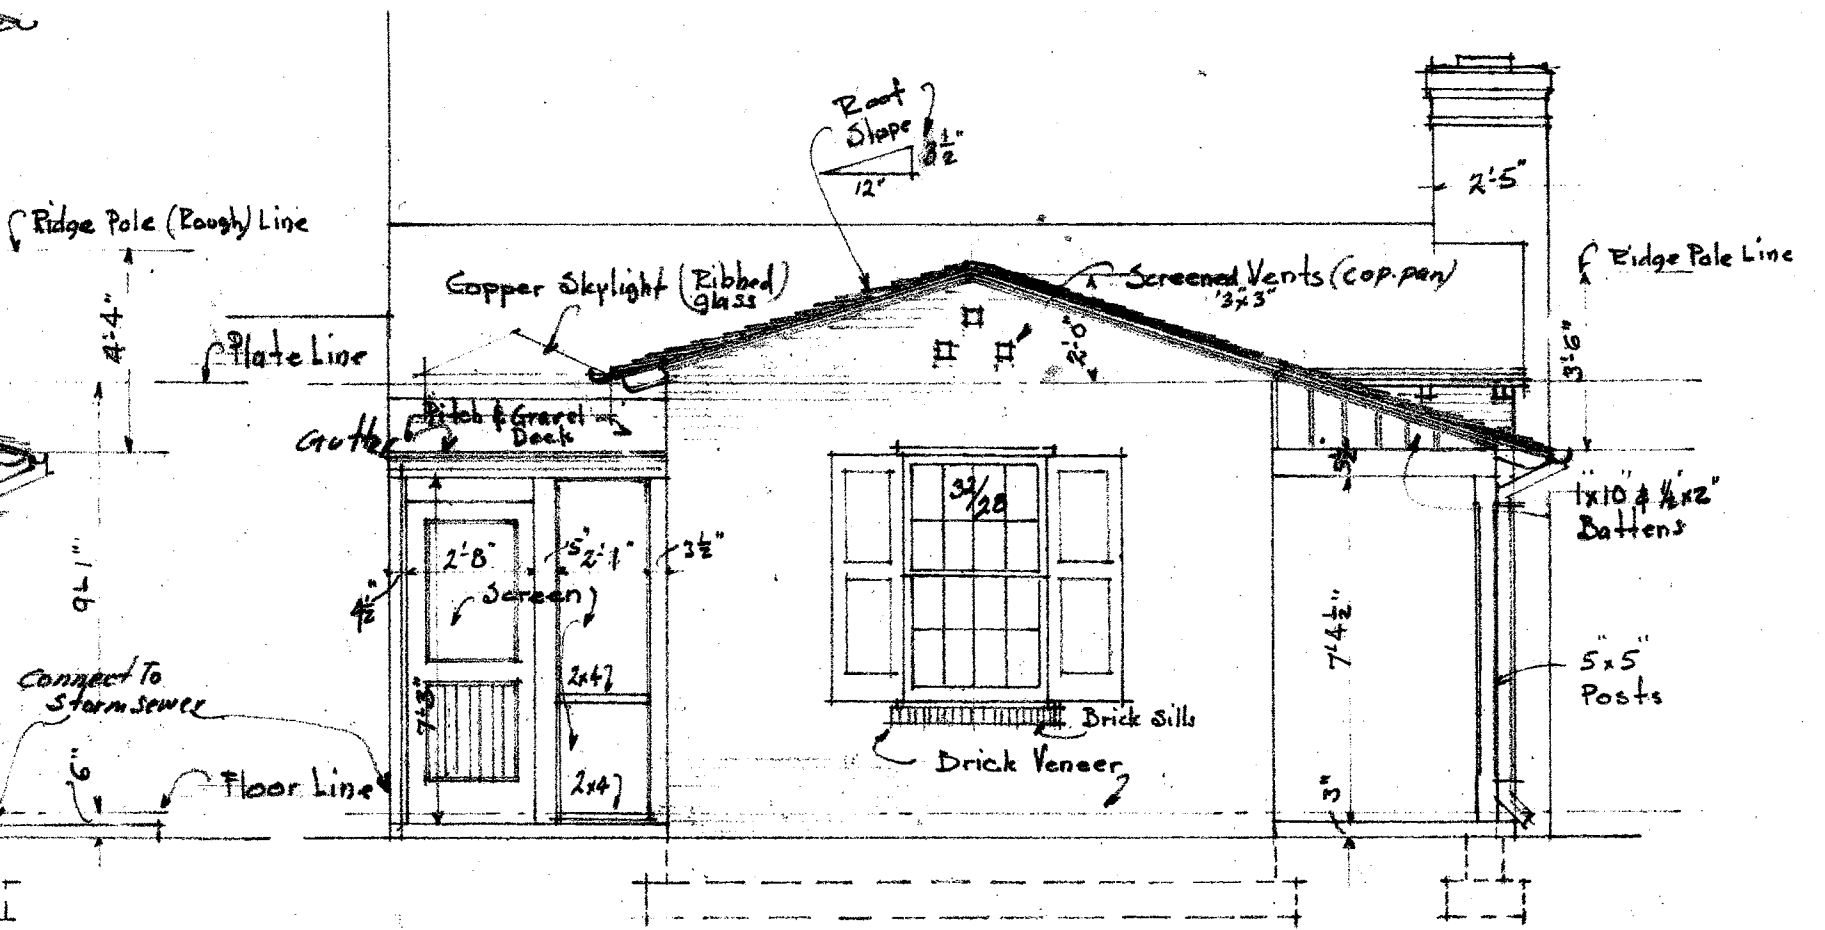 Roof
Slope
3 1/2"
12"
2'-5"
Ridge Pole (Rough) Line
Ridge Pole Line
Copper Skylight (Ribbed
Glass)
Screened Vents (cop. pan)
3"x3"
4'-4"
2'-0"
3'-6"
Plate Line
Pitch & Gravel
Deck
Gutter
32/28
1x10" & 1/2"x2"
Battens
2'-8"
5"
2'-1"
3 1/2"
4 1/2"
Screen
9'-1"
7'-4 1/2"
5"x5"
Posts
Connect To
Storm sewer
2x4
7'-3"
Brick Sills
Brick Veneer
6"
Floor Line
2x4
3"